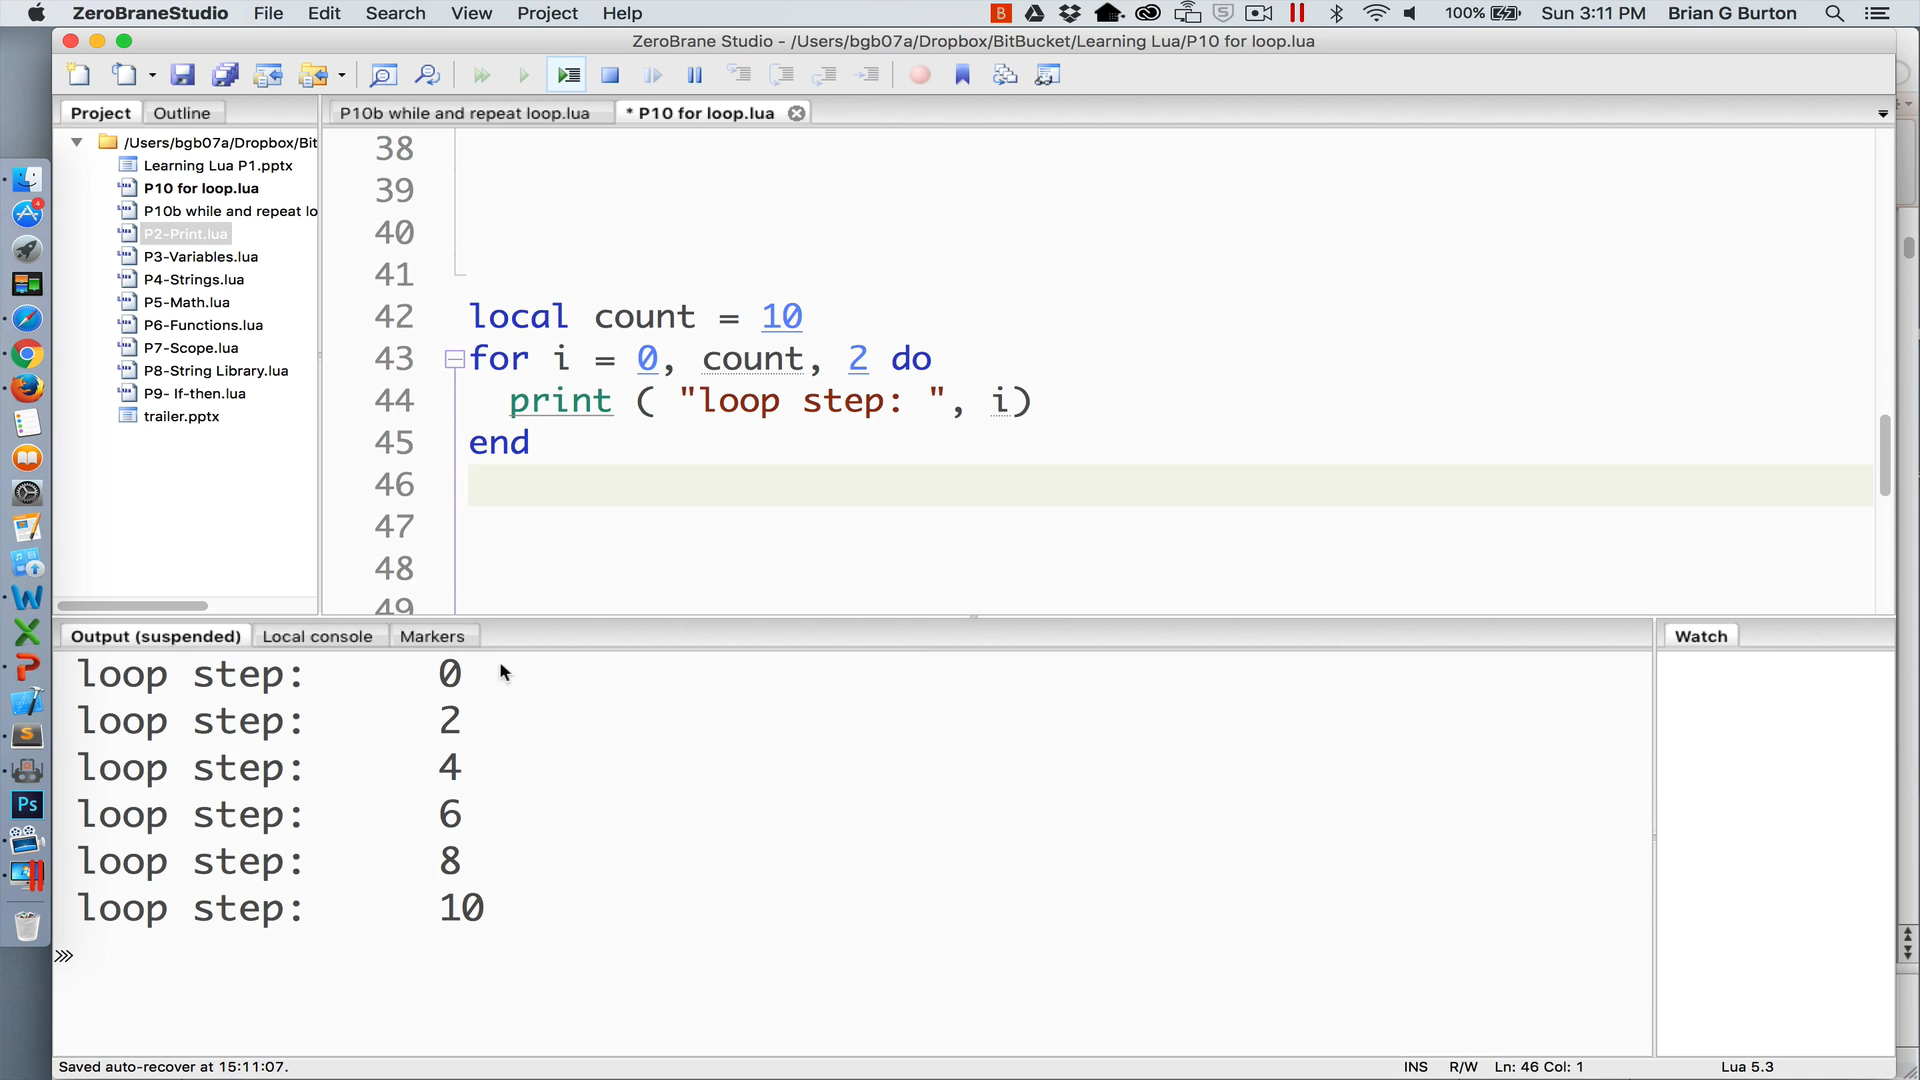 ZeroBraneStudio File Edit Search View Project Help 100% Sun 3:11 PM Brian G Burton
ZeroBrane Studio - /Users/bgb07a/Dropbox/BitBucket/Learning Lua/P10 for loop.lua
Project Outline
P10b while and repeat loop.lua * P10 for loop.lua
/Users/bgb07a/Dropbox/Bit
Learning Lua P1.pptx
P10 for loop.lua
P10b while and repeat lo
P2-Print.lua
P3-Variables.lua
P4-Strings.lua
P5-Math.lua
P6-Functions.lua
P7-Scope.lua
P8-String Library.lua
P9- If-then.lua
trailer.pptx
38
39
40
41
42 local count = 10
43 for i = 0, count, 2 do
44 print ( "loop step: ", i)
45 end
46
47
48
49
Output (suspended) Local console Markers
Watch
loop step: 0
loop step: 2
loop step: 4
loop step: 6
loop step: 8
loop step: 10
Saved auto-recover at 15:11:07. INS R/W Ln: 46 Col: 1 Lua 5.3